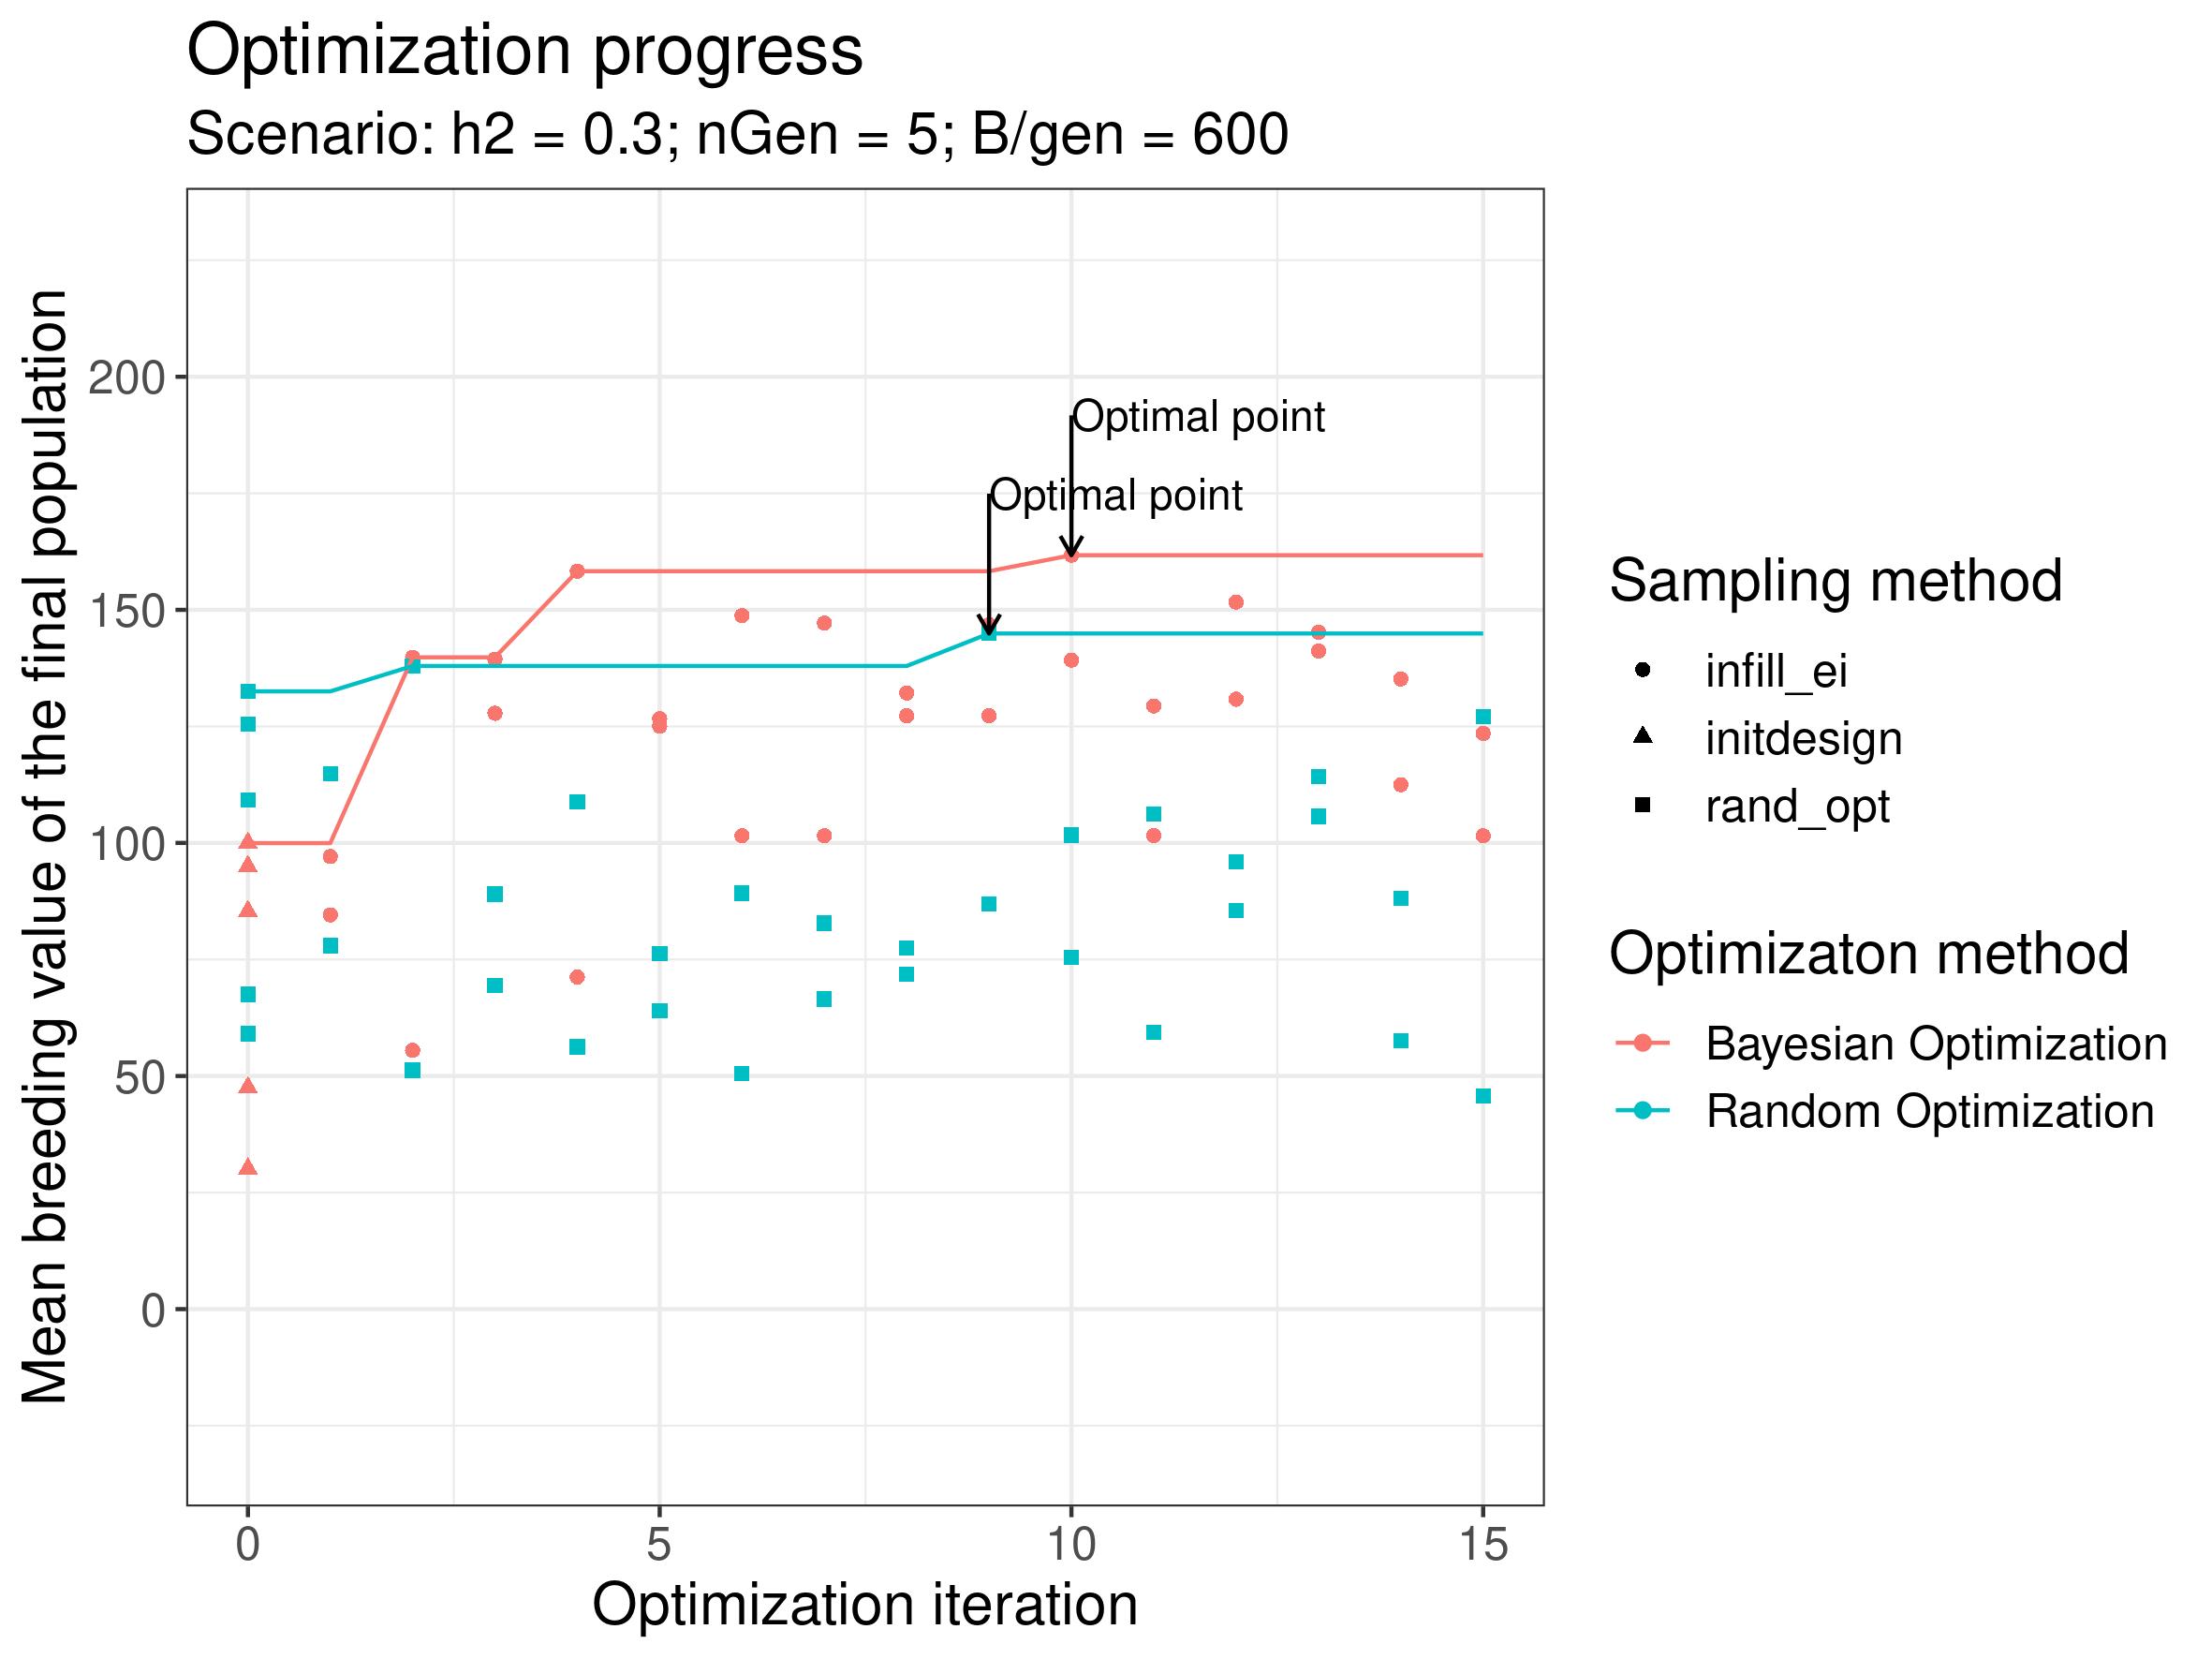 Optimization progress
Scenario: h2 = 0.3; nGen = 5; B/gen = 600
Mean breeding value of the final population
200
150
100
50
0
Optimal point
Optimal point
0
5
10
15
Optimization iteration
Sampling method
infill_ei
initdesign
rand_opt
Optimizaton method
Bayesian Optimization
Random Optimization